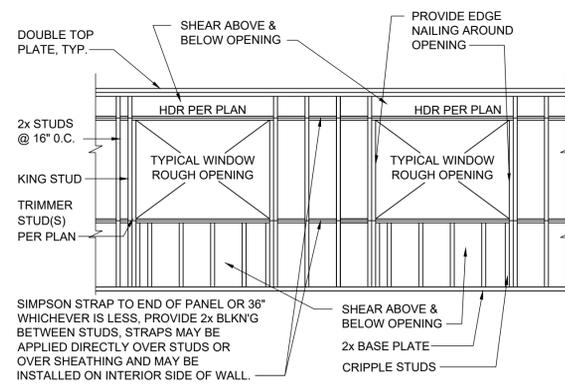 DOUBLE TOP
PLATE, TYP.
SHEAR ABOVE &
BELOW OPENING
PROVIDE EDGE
NAILING AROUND
OPENING
HDR PER PLAN
HDR PER PLAN
2x STUDS
@ 16" 0.C.
TYPICAL WINDOW
ROUGH OPENING
TYPICAL WINDOW
ROUGH OPENING
KING STUD
TRIMMER
STUD(S)
PER PLAN
SIMPSON STRAP TO END OF PANEL OR 36"
WHICHEVER IS LESS, PROVIDE 2x BLKN'G
BETWEEN STUDS, STRAPS MAY BE
APPLIED DIRECTLY OVER STUDS OR
OVER SHEATHING AND MAY BE
INSTALLED ON INTERIOR SIDE OF WALL.
SHEAR ABOVE &
BELOW OPENING
2x BASE PLATE
CRIPPLE STUDS